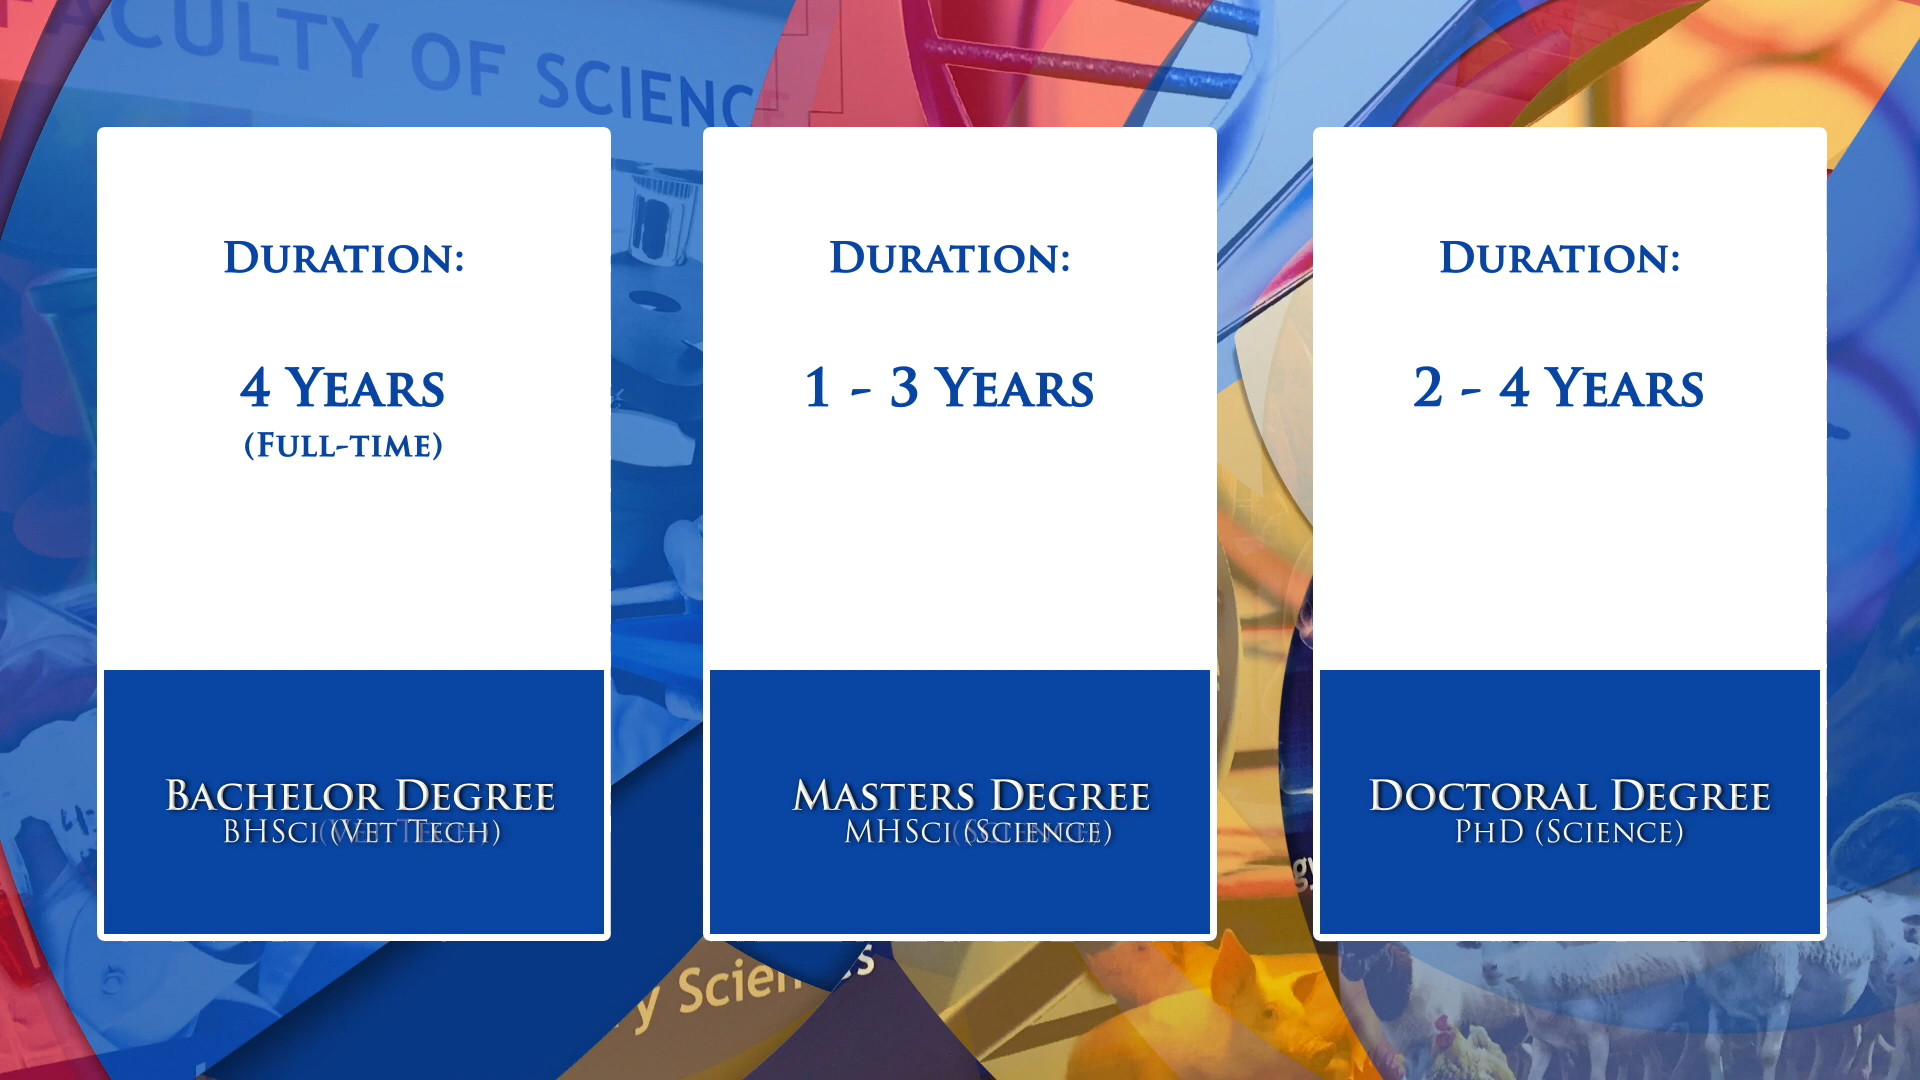 FACULTY OF SCIENC
DURATION:
4 YEARS
(FULL-TIME)
BACHELOR DEGREE
BHSCI (VET TECH)
DURATION:
1 - 3 YEARS
MASTERS DEGREE
MHSCI (SCIENCE)
DURATION:
2 - 4 YEARS
DOCTORAL DEGREE
PHD (SCIENCE)